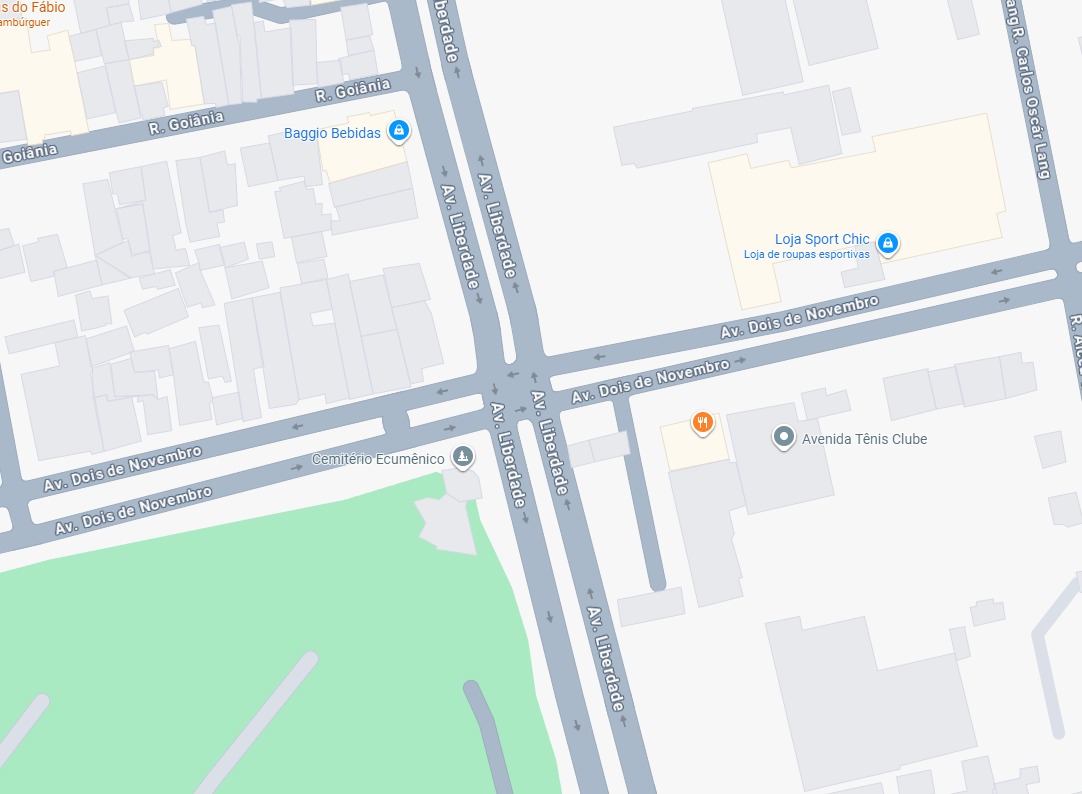 s do Fábio
ambúrguer
R. Goiânia
R. Goiânia
Goiânia
Baggio Bebidas
Av. Liberdade
Av. Liberdade
R. Carlos Oscár Lang
Loja Sport Chic
Loja de roupas esportivas
Av. Dois de Novembro
Av. Dois de Novembro
Av. Liberdade
Av. Liberdade
Avenida Tênis Clube
Cemitério Ecumênico
Av. Dois de Novembro
Av. Dois de Novembro
Av. Liberdade